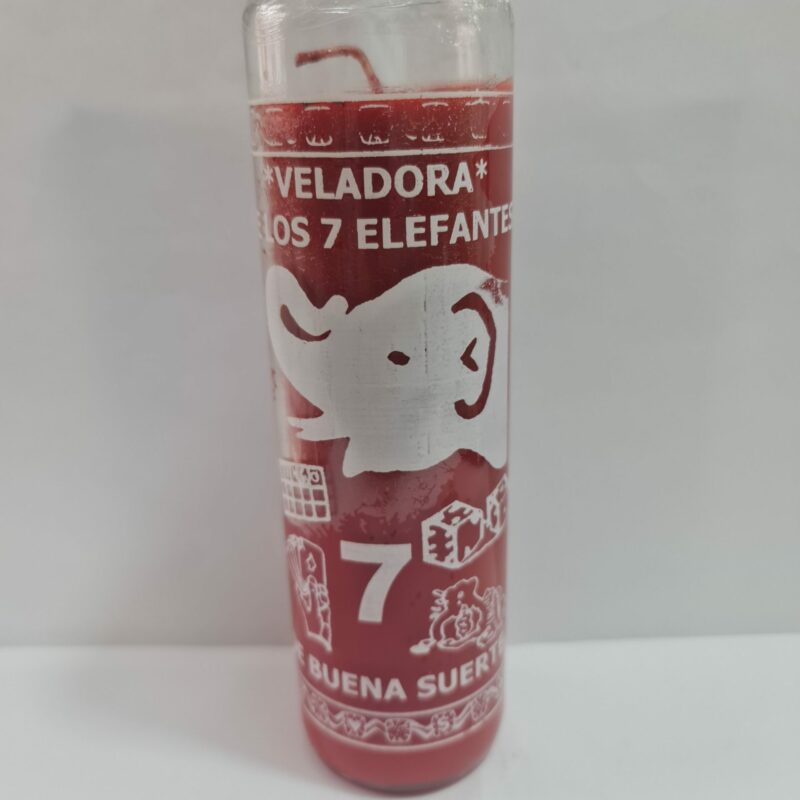 *VELADORA*
LOS 7 ELEFANTES
7
BUENA SUERTE